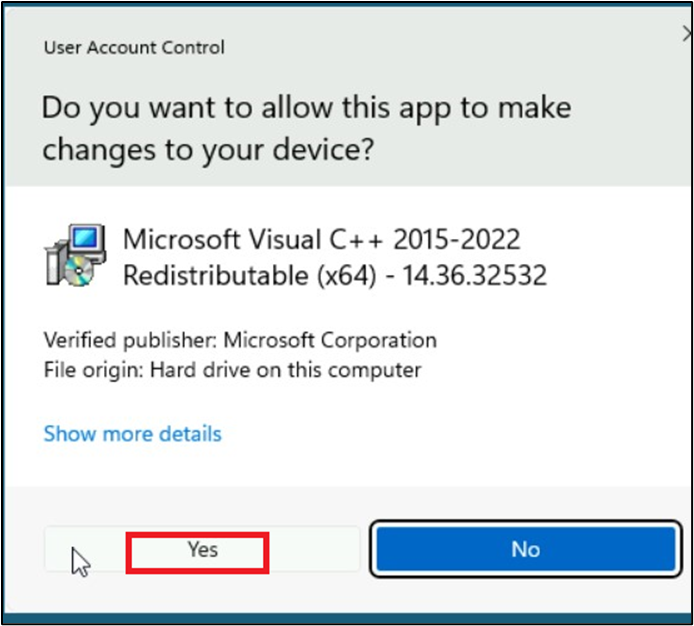 User Account Control
Do you want to allow this app to make
changes to your device?
Microsoft Visual C++ 2015-2022
Redistributable (x64) - 14.36.32532
Verified publisher: Microsoft Corporation
File origin: Hard drive on this computer
Show more details
Yes
No